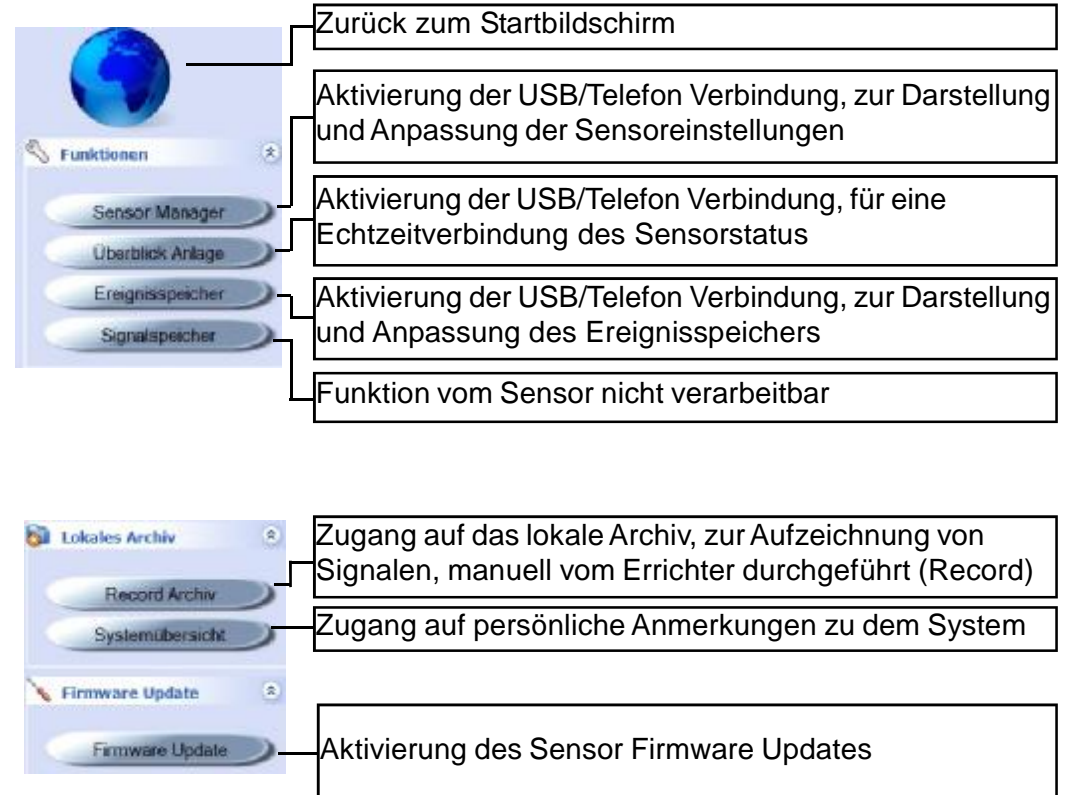 Zurück zum Startbildschirm
Aktivierung der USB/Telefon Verbindung, zur Darstellung
und Anpassung der Sensoreinstellungen
Funktionen
Sensor Manager
Aktivierung der USB/Telefon Verbindung, für eine
Echtzeitverbindung des Sensorstatus
Überblick Anlage
Ereignisspeicher
Aktivierung der USB/Telefon Verbindung, zur Darstellung
und Anpassung des Ereignisspeichers
Signalspeicher
Funktion vom Sensor nicht verarbeitbar
Lokales Archiv
Zugang auf das lokale Archiv, zur Aufzeichnung von
Signalen, manuell vom Errichter durchgeführt (Record)
Record Archiv
Systemübersicht
Zugang auf persönliche Anmerkungen zu dem System
Firmware Update
Firmware Update
Aktivierung des Sensor Firmware Updates